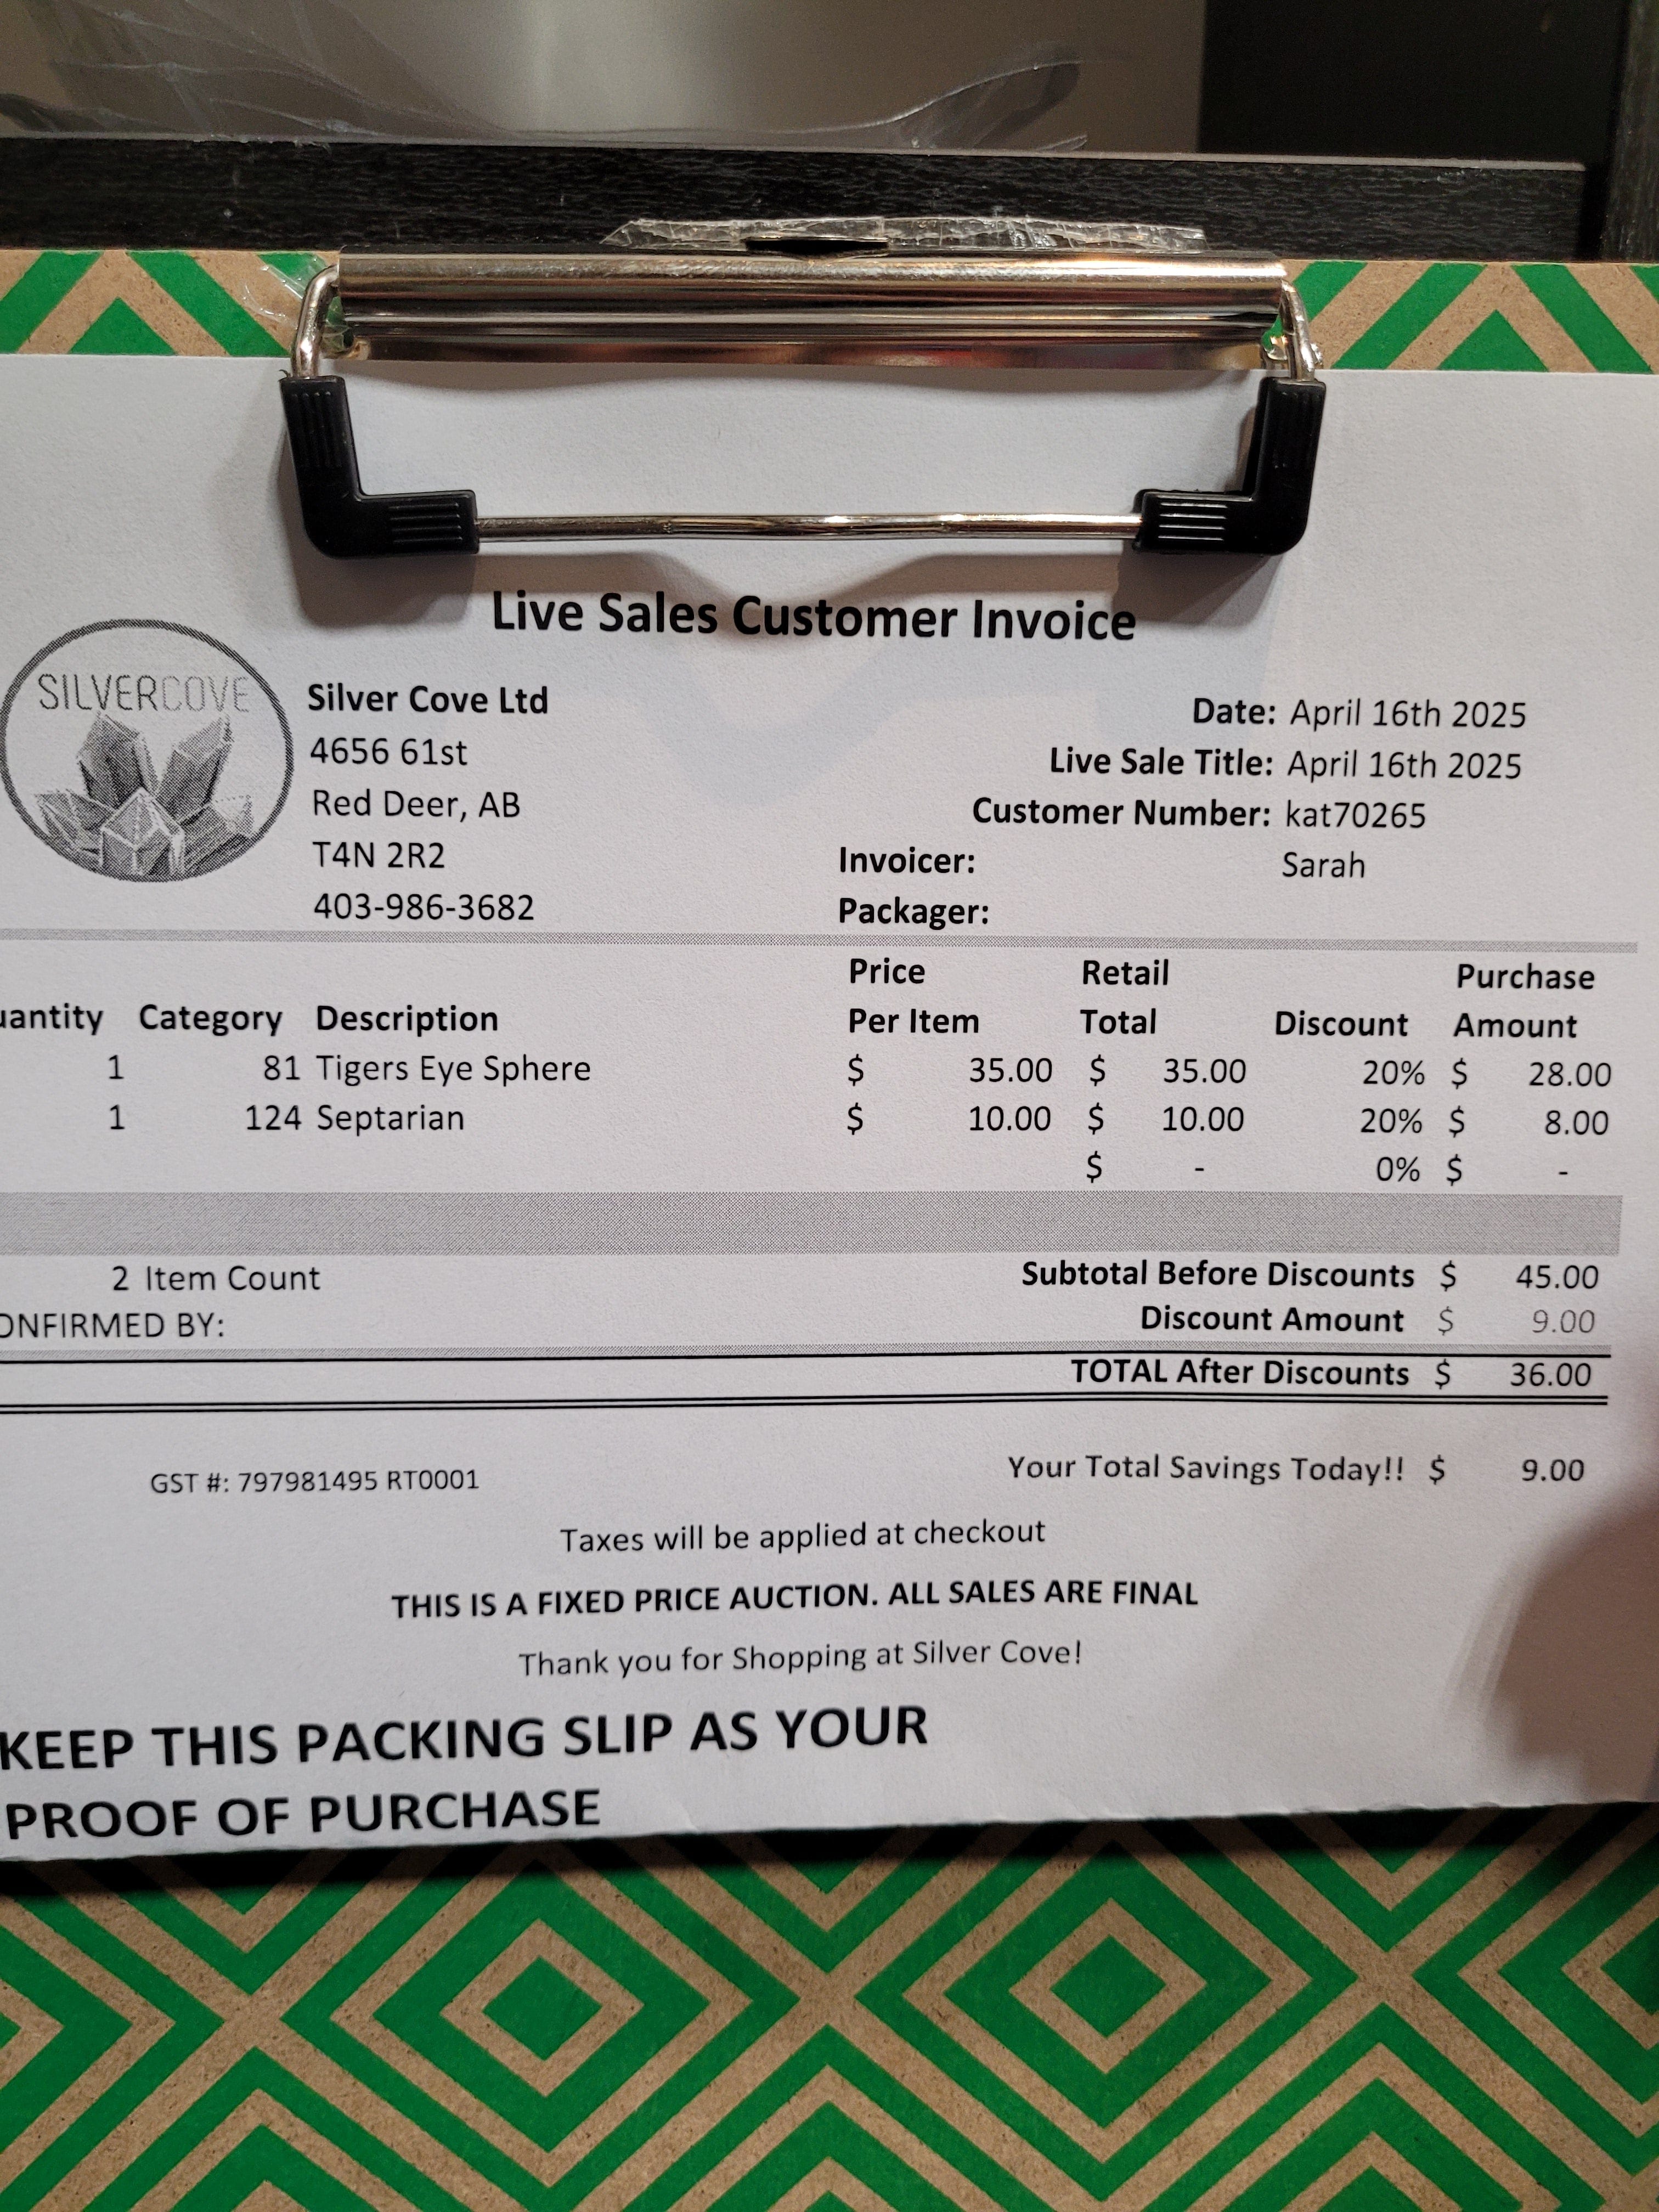 Live Sales Customer Invoice
SILVERCOVE
Silver Cove Ltd
4656 61st
Red Deer, AB
T4N 2R2
403-986-3682
Date: April 16th 2025
Live Sale Title: April 16th 2025
Customer Number: kat70265
Invoicer: Sarah
Packager:
uantity Category Description Price Per Item Retail Total Discount Purchase Amount
1 81 Tigers Eye Sphere $ 35.00 $ 35.00 20% $ 28.00
1 124 Septarian $ 10.00 $ 10.00 20% $ 8.00
$ - 0% $ -
2 Item Count Subtotal Before Discounts $ 45.00
ONFIRMED BY: Discount Amount $ 9.00
TOTAL After Discounts $ 36.00
GST #: 797981495 RT0001 Your Total Savings Today!! $ 9.00
Taxes will be applied at checkout
THIS IS A FIXED PRICE AUCTION. ALL SALES ARE FINAL
Thank you for Shopping at Silver Cove!
KEEP THIS PACKING SLIP AS YOUR
PROOF OF PURCHASE